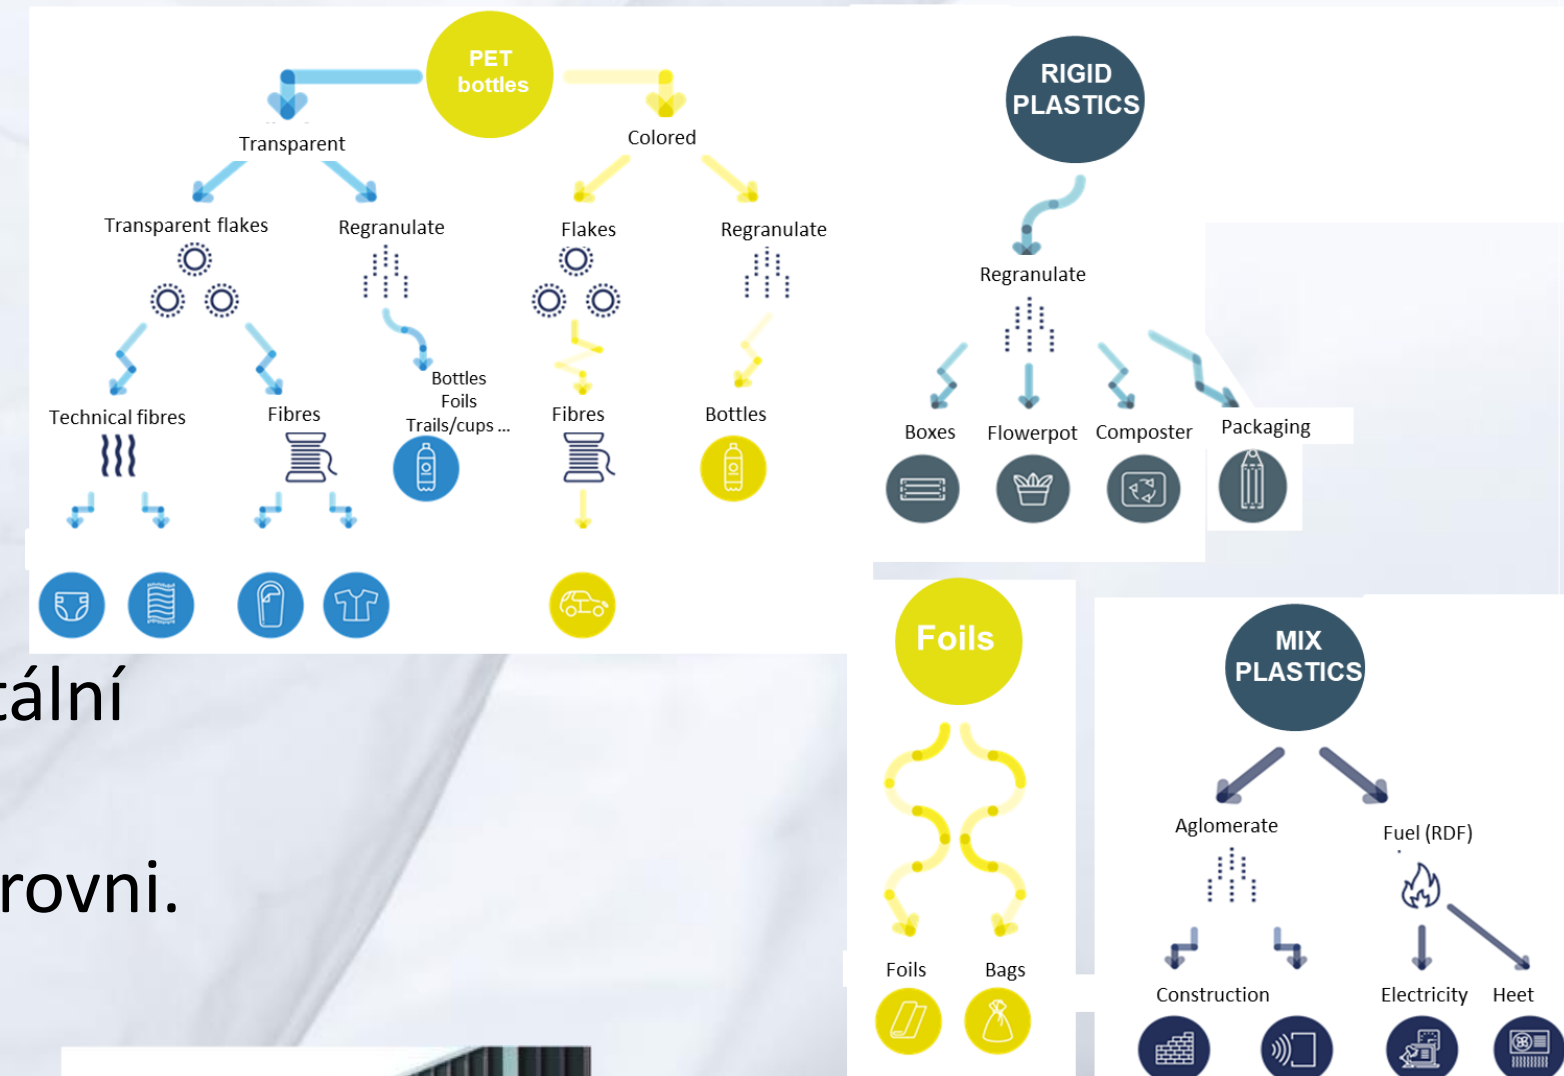 PET
bottles
Transparent
Colored
Transparent flakes
Regranulate
Flakes
Regranulate
Technical fibres
Fibres
Bottles
Foils
Trails/cups ...
Fibres
Bottles
RIGID
PLASTICS
Regranulate
Boxes
Flowerpot
Composter
Packaging
tální
rovni.
Foils
Foils
Bags
MIX
PLASTICS
Aglomerate
Fuel (RDF)
Construction
Electricity
Heet